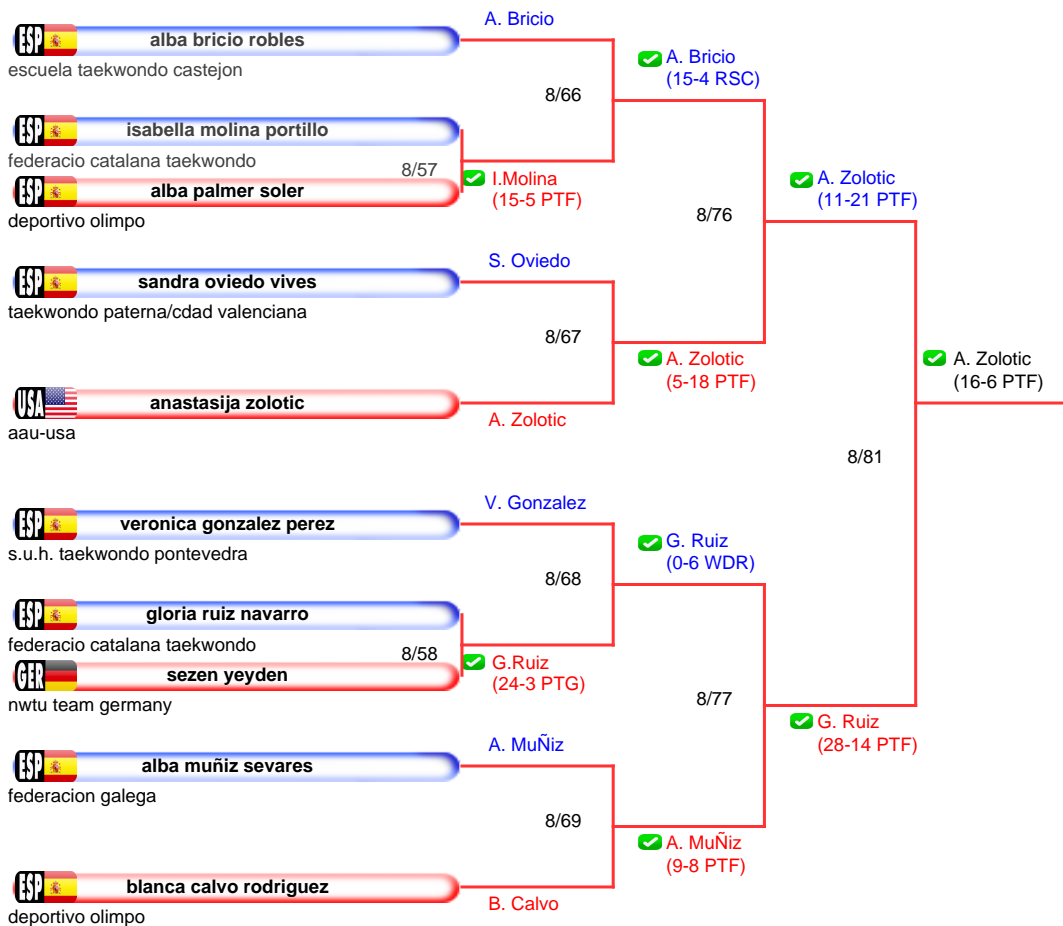 A. Bricio
ESP alba bricio robles
escuela taekwondo castejon
A. Bricio
(15-4 RSC)
8/66
ESP isabella molina portillo
federacio catalana taekwondo
8/57
I.Molina
(15-5 PTF)
ESP alba palmer soler
deportivo olimpo
A. Zolotic
(11-21 PTF)
8/76
S. Oviedo
ESP sandra oviedo vives
taekwondo paterna/cdad valenciana
8/67
A. Zolotic
(5-18 PTF)
USA anastasija zolotic
aau-usa
A. Zolotic
A. Zolotic
(16-6 PTF)
8/81
V. Gonzalez
ESP veronica gonzalez perez
s.u.h. taekwondo pontevedra
G. Ruiz
(0-6 WDR)
8/68
ESP gloria ruiz navarro
federacio catalana taekwondo
8/58
G.Ruiz
(24-3 PTG)
GER sezen yeyden
nwtu team germany
8/77
G. Ruiz
(28-14 PTF)
A. MuÑiz
ESP alba muñiz sevares
federacion galega
8/69
A. MuÑiz
(9-8 PTF)
ESP blanca calvo rodriguez
deportivo olimpo
B. Calvo